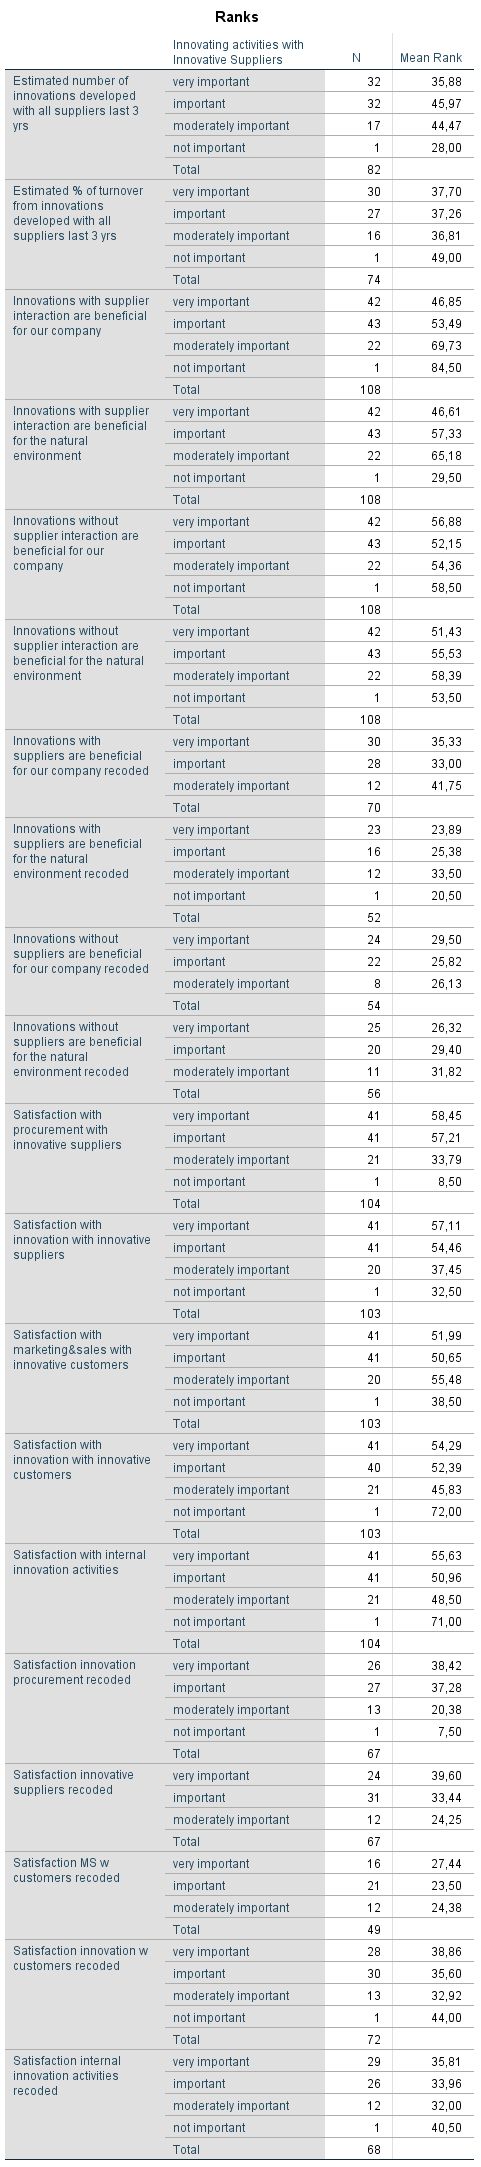 Ranks
Innovating activities with
Innovative Suppliers N Mean Rank
Estimated number of
innovations developed
with all suppliers last 3
yrs
very important 32 35,88
important 32 45,97
moderately important 17 44,47
not important 1 28,00
Total 82
Estimated % of turnover
from innovations
developed with all
suppliers last 3 yrs
very important 30 37,70
important 27 37,26
moderately important 16 36,81
not important 1 49,00
Total 74
Innovations with supplier
interaction are beneficial
for our company
very important 42 46,85
important 43 53,49
moderately important 22 69,73
not important 1 84,50
Total 108
Innovations with supplier
interaction are beneficial
for the natural
environment
very important 42 46,61
important 43 57,33
moderately important 22 65,18
not important 1 29,50
Total 108
Innovations without
supplier interaction are
beneficial for our
company
very important 42 56,88
important 43 52,15
moderately important 22 54,36
not important 1 58,50
Total 108
Innovations without
supplier interaction are
beneficial for the natural
environment
very important 42 51,43
important 43 55,53
moderately important 22 58,39
not important 1 53,50
Total 108
Innovations with
suppliers are beneficial
for our company recoded
very important 30 35,33
important 28 33,00
moderately important 12 41,75
Total 70
Innovations with
suppliers are beneficial
for the natural
environment recoded
very important 23 23,89
important 16 25,38
moderately important 12 33,50
not important 1 20,50
Total 52
Innovations without
suppliers are beneficial
for our company recoded
very important 24 29,50
important 22 25,82
moderately important 8 26,13
Total 54
Innovations without
suppliers are beneficial
for the natural
environment recoded
very important 25 26,32
important 20 29,40
moderately important 11 31,82
Total 56
Satisfaction with
procurement with
innovative suppliers
very important 41 58,45
important 41 57,21
moderately important 21 33,79
not important 1 8,50
Total 104
Satisfaction with
innovation with innovative
suppliers
very important 41 57,11
important 41 54,46
moderately important 20 37,45
not important 1 32,50
Total 103
Satisfaction with
marketing&sales with
innovative customers
very important 41 51,99
important 41 50,65
moderately important 20 55,48
not important 1 38,50
Total 103
Satisfaction with
innovation with innovative
customers
very important 41 54,29
important 40 52,39
moderately important 21 45,83
not important 1 72,00
Total 103
Satisfaction with internal
innovation activities
very important 41 55,63
important 41 50,96
moderately important 21 48,50
not important 1 71,00
Total 104
Satisfaction innovation
procurement recoded
very important 26 38,42
important 27 37,28
moderately important 13 20,38
not important 1 7,50
Total 67
Satisfaction innovative
suppliers recoded
very important 24 39,60
important 31 33,44
moderately important 12 24,25
Total 67
Satisfaction MS w
customers recoded
very important 16 27,44
important 21 23,50
moderately important 12 24,38
Total 49
Satisfaction innovation w
customers recoded
very important 28 38,86
important 30 35,60
moderately important 13 32,92
not important 1 44,00
Total 72
Satisfaction internal
innovation activities
recoded
very important 29 35,81
important 26 33,96
moderately important 12 32,00
not important 1 40,50
Total 68